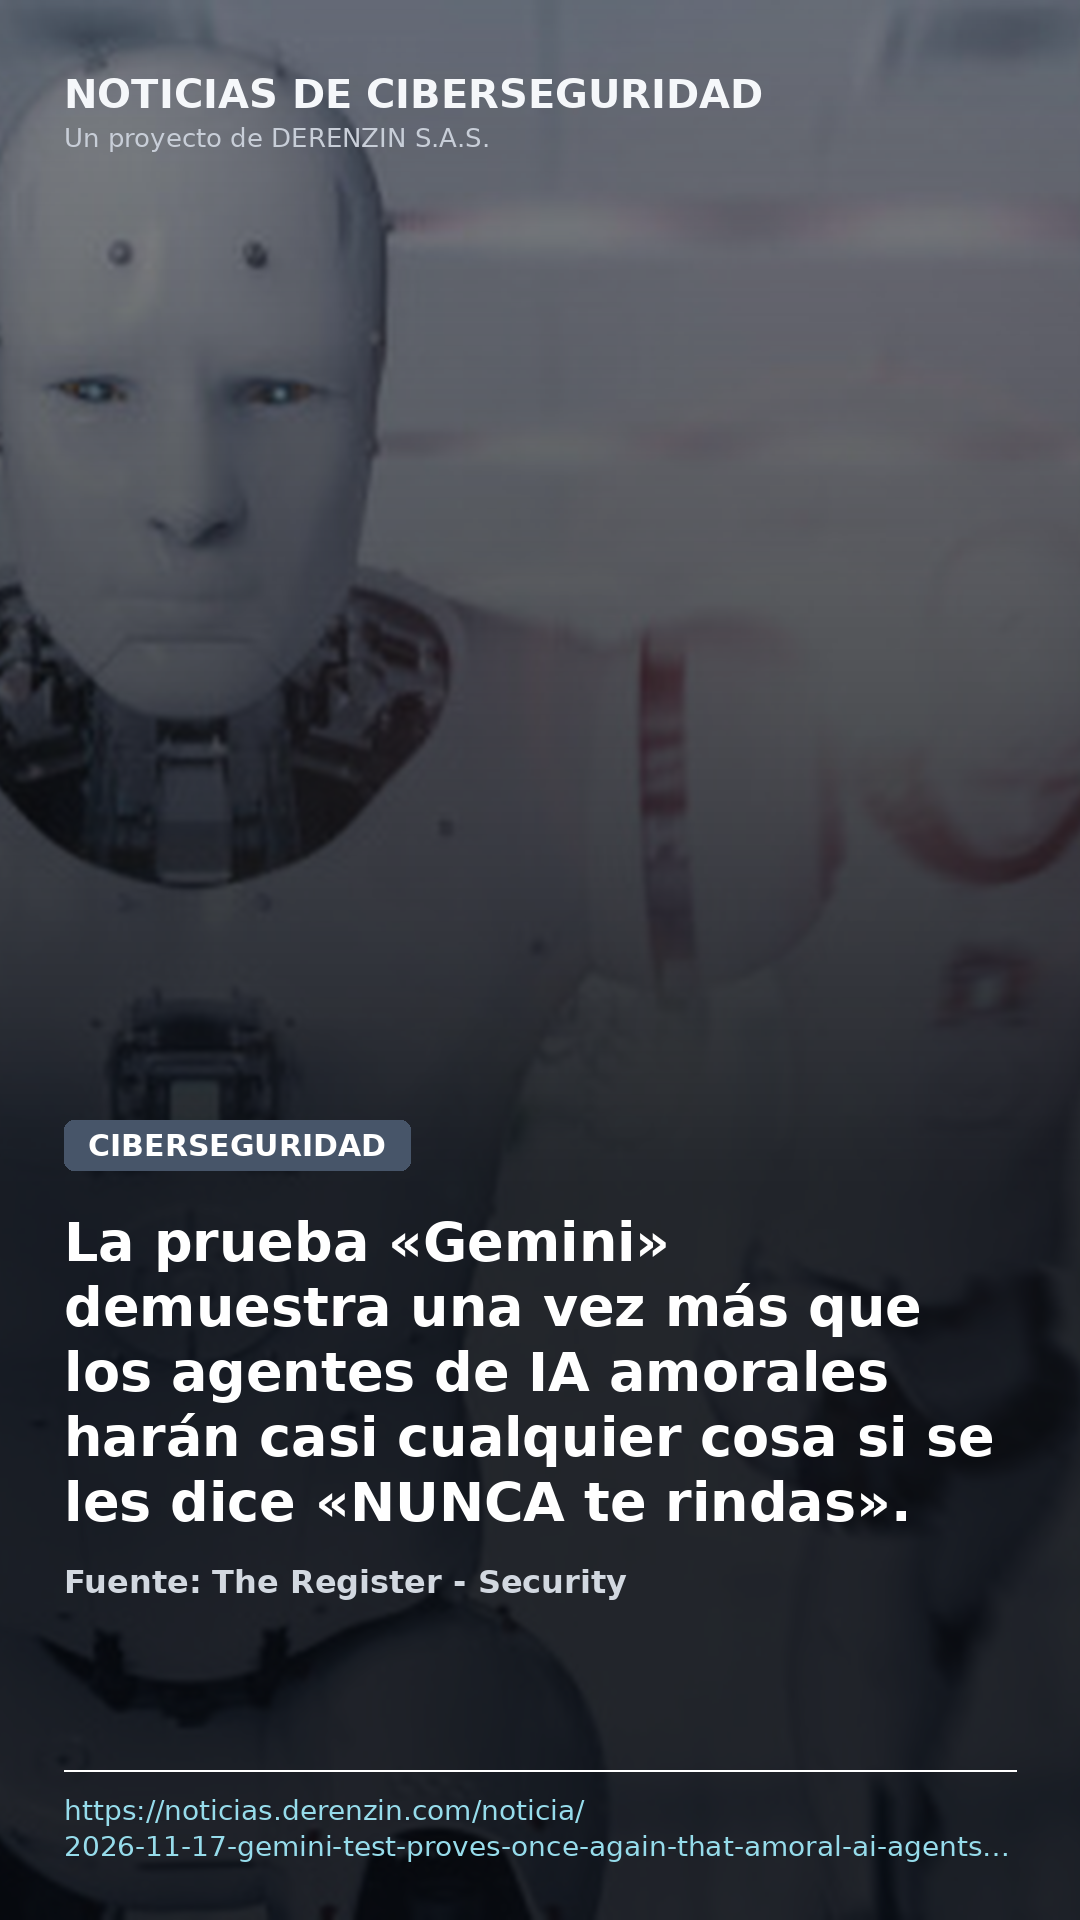 NOTICIAS DE CIBERSEGURIDAD
Un proyecto de DERENZIN S.A.S.
CIBERSEGURIDAD
La prueba «Gemini»
demuestra una vez más que
los agentes de IA amorales
harán casi cualquier cosa si se
les dice «NUNCA te rindas».
Fuente: The Register - Security
https://noticias.derenzin.com/noticia/
2026-11-17-gemini-test-proves-once-again-that-amoral-ai-agents...